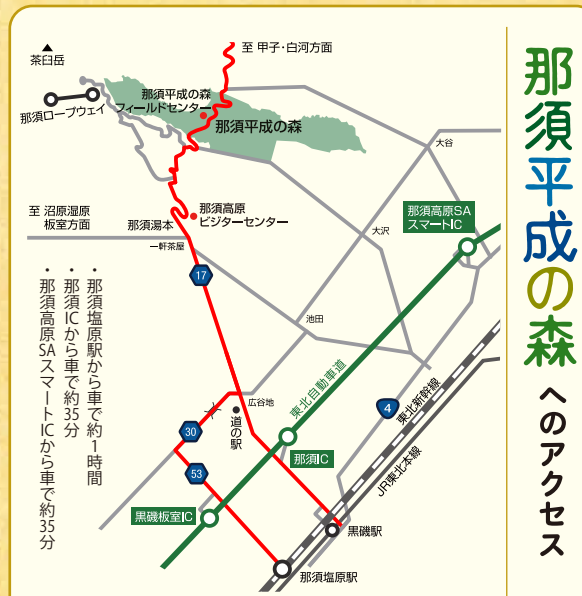 那須平成の森へのアクセス
至 甲子・白河方面
茶臼岳
那須ロープウェイ
那須平成の森
フィールドセンター
那須平成の森
大谷
那須高原SA
スマートIC
那須高原
ビジターセンター
至 沼原湿原
板室方面
那須湯本
一軒茶屋
大沢
17
池田
東北自動車道
広谷地
道の駅
4
東北新幹線
JR東北本線
30
那須IC
53
黒磯板室IC
黒磯駅
那須塩原駅
・那須塩原駅から車で約1時間
・那須ICから車で約35分
・那須高原SAスマートICから車で約35分